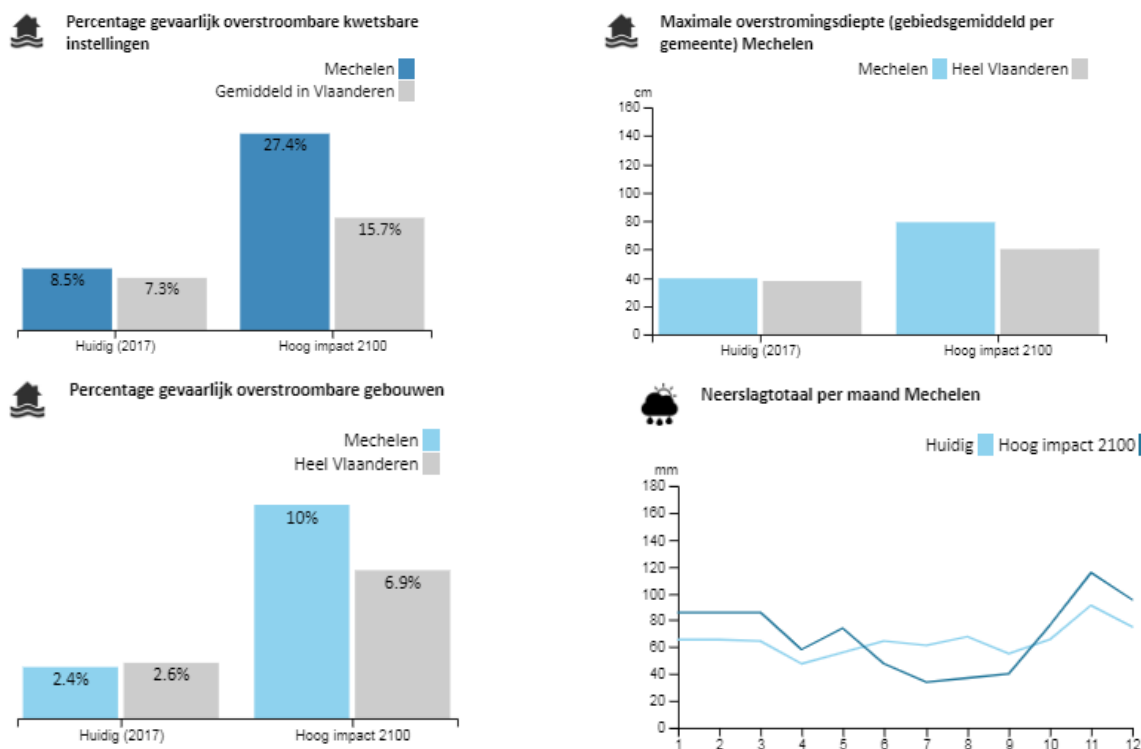 Percentage gevaarlijk overstroombare kwetsbare
instellingen
Mechelen
Gemiddeld in Vlaanderen
27.4%
15.7%
8.5%
7.3%
Huidig (2017)
Hoog impact 2100
Maximale overstromingsdiepte (gebiedsgemiddeld per
gemeente) Mechelen
Mechelen Heel Vlaanderen
cm
160
140
120
100
80
60
40
20
0
Huidig (2017)
Hoog impact 2100
Percentage gevaarlijk overstroombare gebouwen
Mechelen
Heel Vlaanderen
10%
6.9%
2.4%
2.6%
Huidig (2017)
Hoog impact 2100
Neerslagtotaal per maand Mechelen
Huidig Hoog impact 2100
mm
180
160
140
120
100
80
60
40
20
0
1 2 3 4 5 6 7 8 9 10 11 12